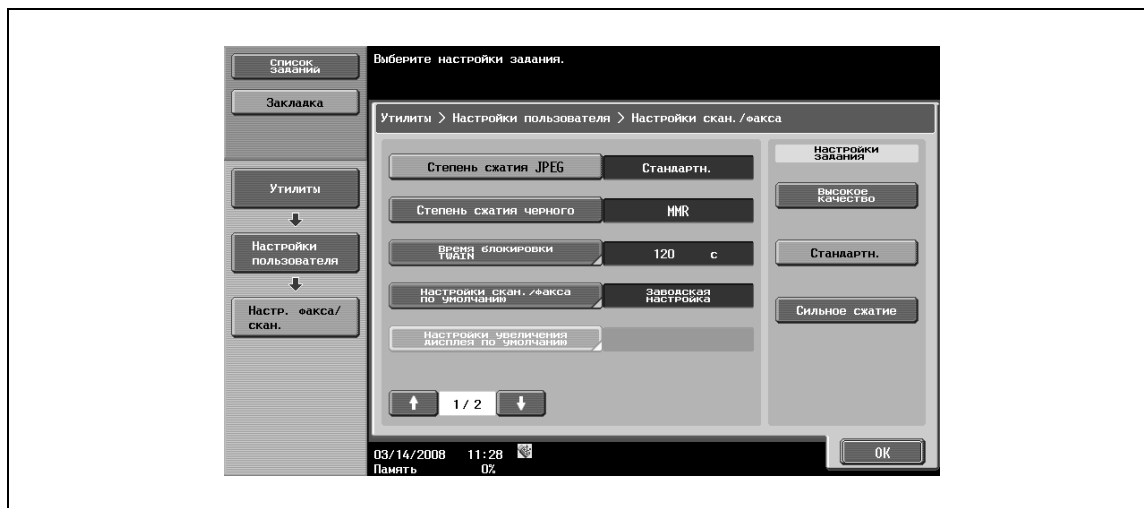 Список
заданий
Выберите настройки задания.
Закладка
Утилиты > Настройки пользователя > Настройки скан./факса
Степень сжатия JPEG
Стандартн.
Настройки
задания
Утилиты
Степень сжатия черного
MMR
Высокое
качество
Настройки
пользователя
Время блокировки
TWAIN
120 с
Стандартн.
Настр. факса/
скан.
Настройки скан./факса
по умолчанию
Заводская
настройка
Сильное сжатие
Настройки увеличения
дисплея по умолчанию
1/ 2
03/14/2008 11:28
Память 0%
OK